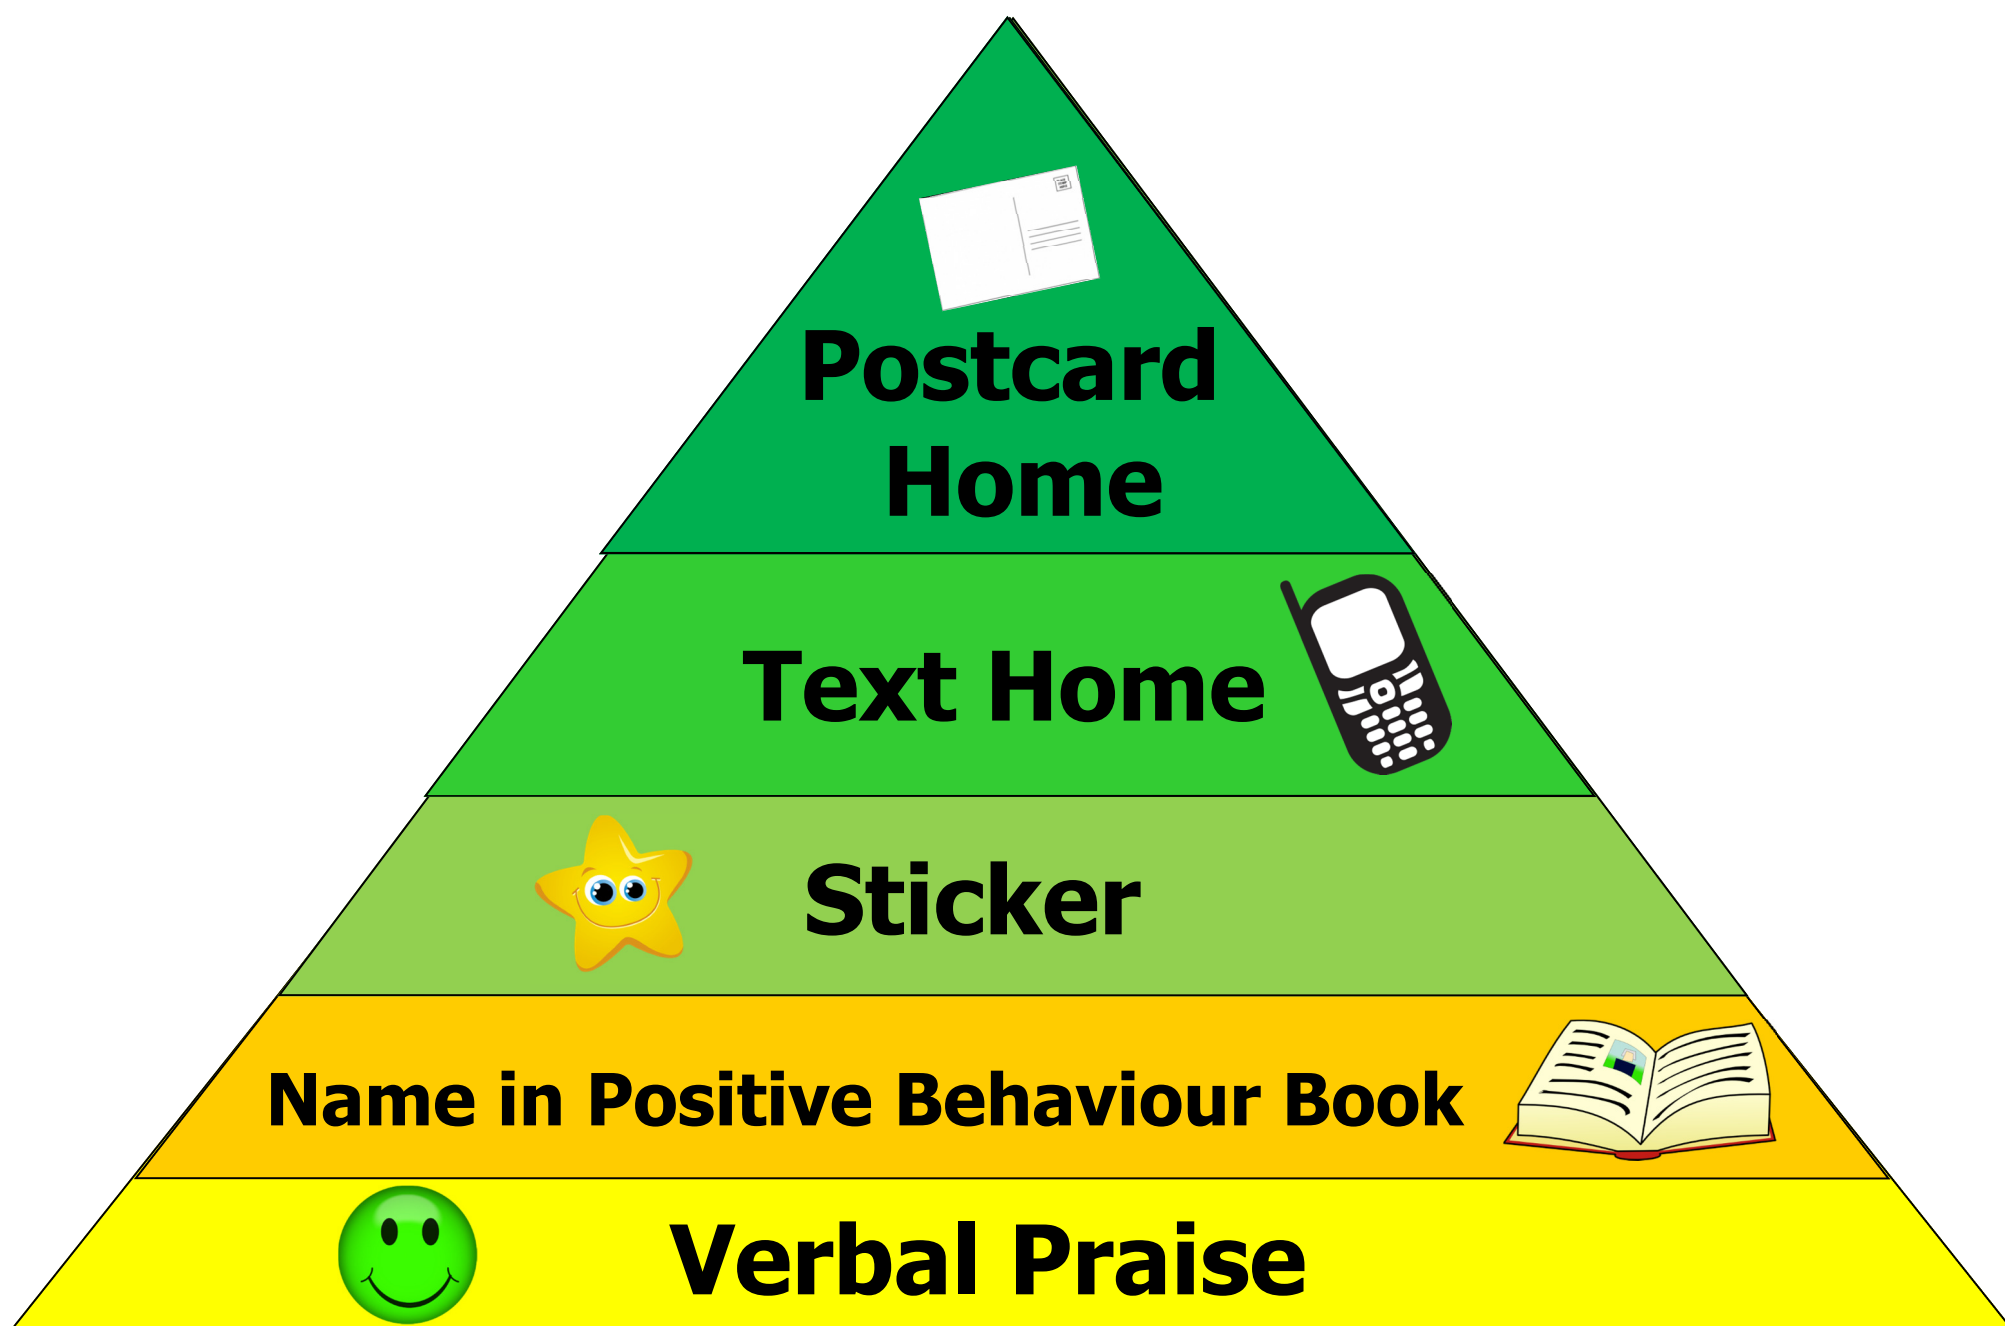 Postcard
Home
Text Home
Sticker
Name in Positive Behaviour Book
Verbal Praise